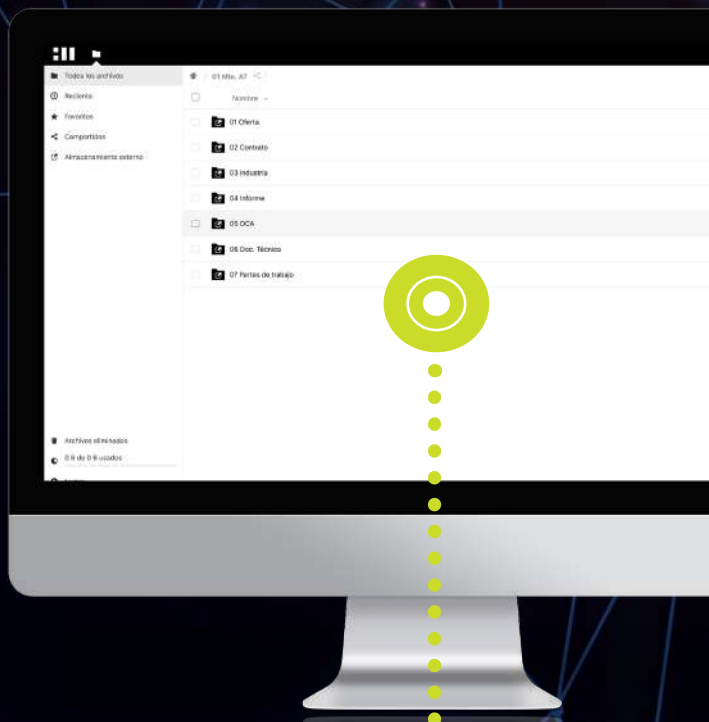 Todos los archivos
Reciente
Favoritos
Compartidos
Almacenamiento externo
01 Mto. AT
Nombre
01 Oferta
02 Contrato
03 Industria
04 Informe
05 OCA
06 Doc. Técnico
07 Partes de trabajo
Archivos eliminados
0 B de 0 B usados